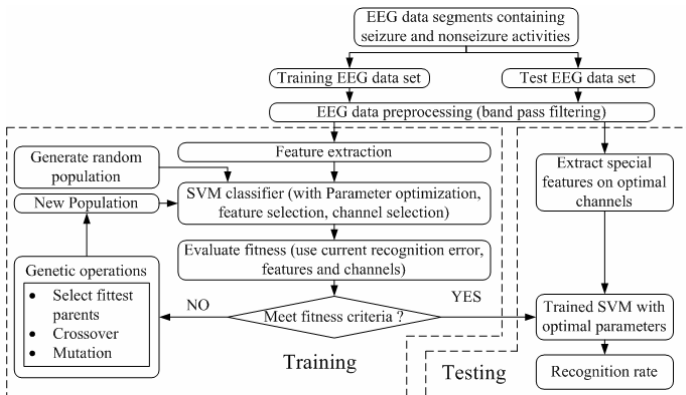 EEG data segments containing
seizure and nonseizure activities
Training EEG data set
Test EEG data set
EEG data preprocessing (band pass filtering)
Generate random
population
New Population
Feature extraction
SVM classifier (with Parameter optimization,
feature selection, channel selection)
Evaluate fitness (use current recognition error,
features and channels)
Genetic operations
• Select fittest
parents
• Crossover
• Mutation
NO
Meet fitness criteria ?
YES
Training
Extract special
features on optimal
channels
Trained SVM with
optimal parameters
Recognition rate
Testing